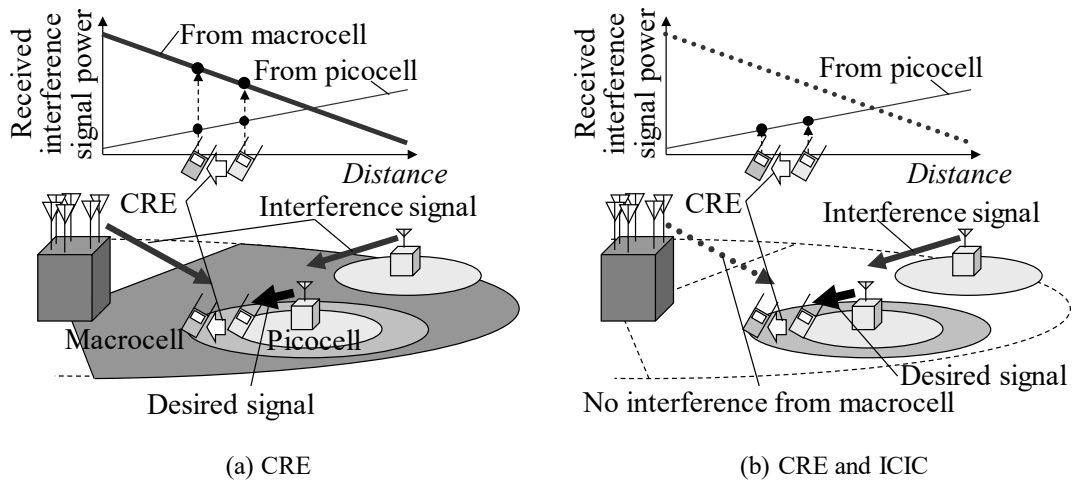 Received
interference
signal power
From macrocell
From picocell
Distance
CRE
Interference signal
Macrocell
Picocell
Desired signal
(a) CRE
Received
interference
signal power
From picocell
Distance
CRE
Interference signal
Desired signal
No interference from macrocell
(b) CRE and ICIC